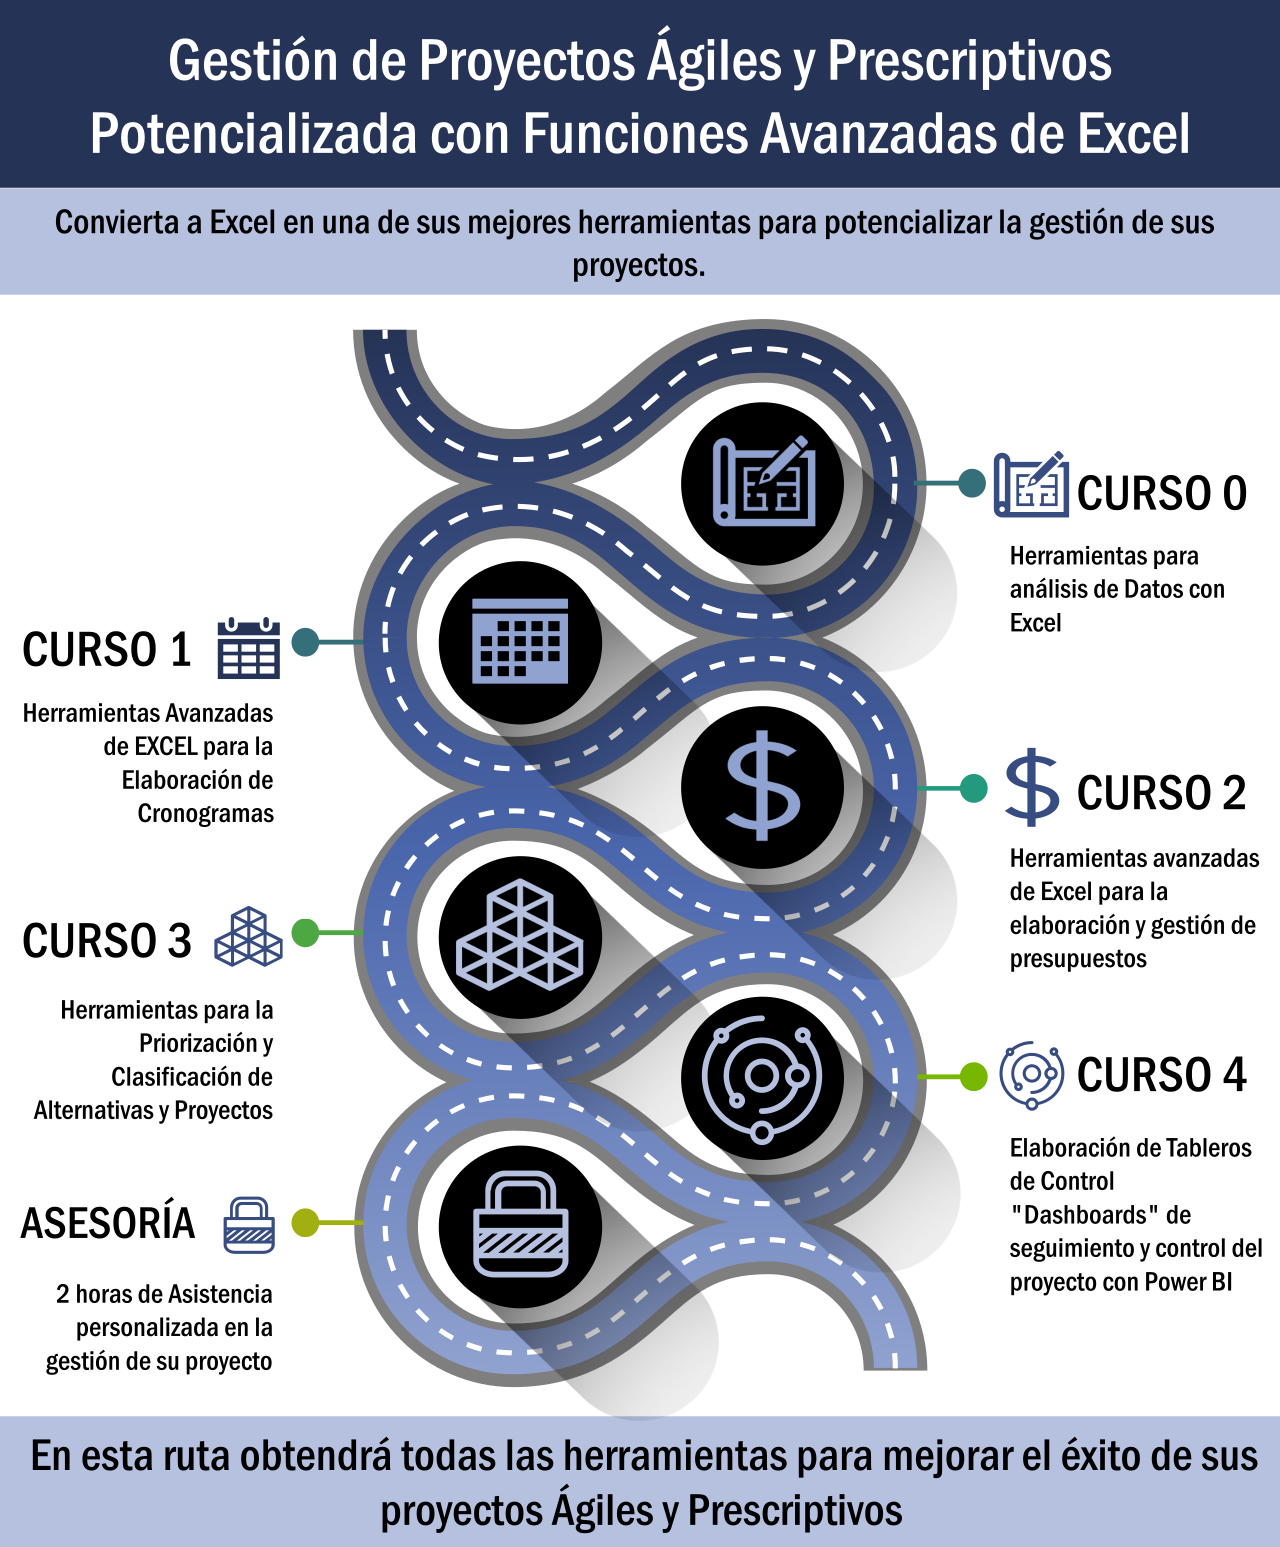 Gestión de Proyectos Ágiles y Prescriptivos
Potencializada con Funciones Avanzadas de Excel
Convierta a Excel en una de sus mejores herramientas para potencializar la gestión de sus
proyectos.
CURSO 0
Herramientas para
análisis de Datos con
Excel
CURSO 1
Herramientas Avanzadas
de EXCEL para la
Elaboración de
Cronogramas
CURSO 2
Herramientas avanzadas
de Excel para la
elaboración y gestión de
presupuestos
CURSO 3
Herramientas para la
Priorización y
Clasificación de
Alternativas y Proyectos
CURSO 4
Elaboración de Tableros
de Control
"Dashboards" de
seguimiento y control del
proyecto con Power BI
ASESORÍA
2 horas de Asistencia
personalizada en la
gestión de su proyecto
En esta ruta obtendrá todas las herramientas para mejorar el éxito de sus
proyectos Ágiles y Prescriptivos